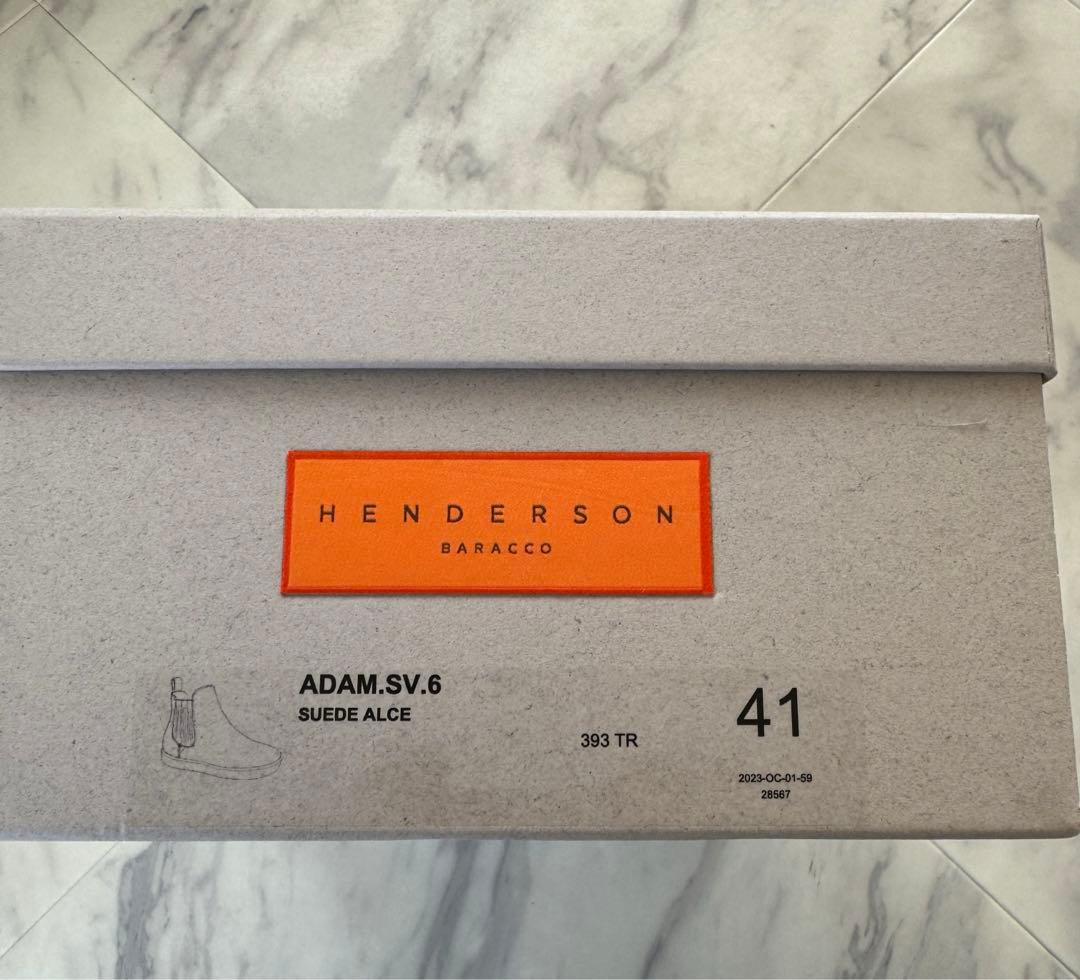 HENDERSON
BARACCO
ADAM.SV.6
SUEDE ALCE
393 TR
41
2023-OC-01-59
28567